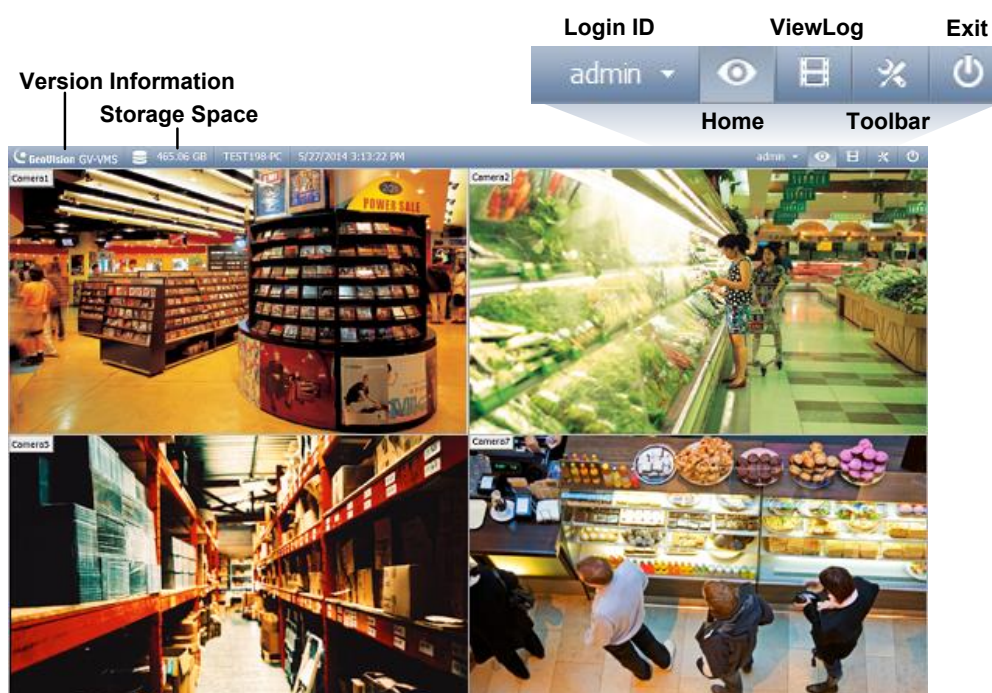 Login ID
ViewLog
Exit
admin
Home
Toolbar
Version Information
Storage Space
GeoVision GV-VMS
465.06 GB
TEST198-PC
5/27/2014 3:13:22 PM
admin
Camera1
POWER SALE
Camera2
Camera5
Camera7